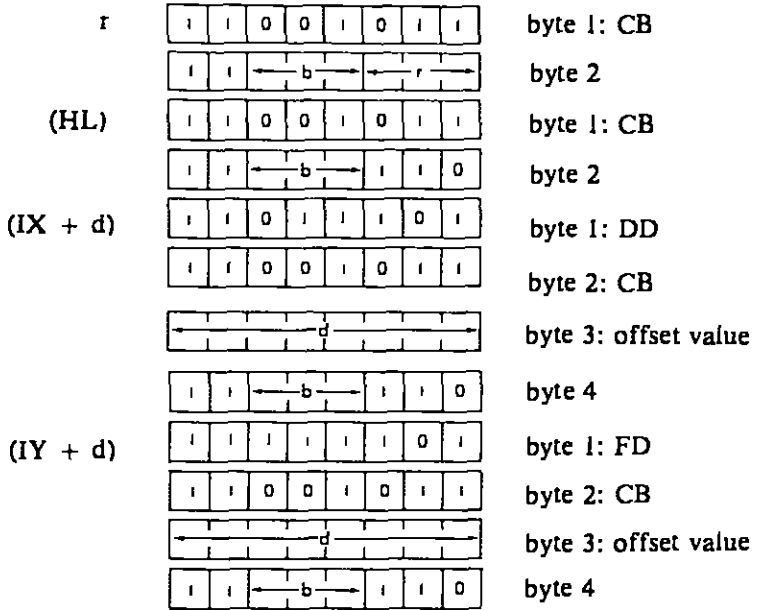 r 1 1 0 0 1 0 1 1 byte 1: CB
1 1 b r byte 2
(HL) 1 1 0 0 1 0 1 1 byte 1: CB
1 1 b 1 1 0 byte 2
(IX + d) 1 1 0 1 1 1 0 1 byte 1: DD
1 1 0 0 1 0 1 1 byte 2: CB
d byte 3: offset value
1 1 b 1 1 0 byte 4
(IY + d) 1 1 1 1 1 1 0 1 byte 1: FD
1 1 0 0 1 0 1 1 byte 2: CB
d byte 3: offset value
1 1 b 1 1 0 byte 4